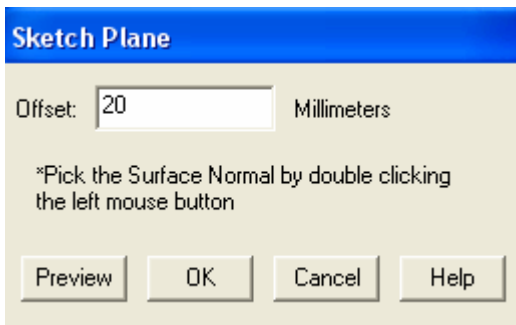 Sketch Plane
Offset: 20 Millimeters
*Pick the Surface Normal by double clicking
the left mouse button
Preview OK Cancel Help